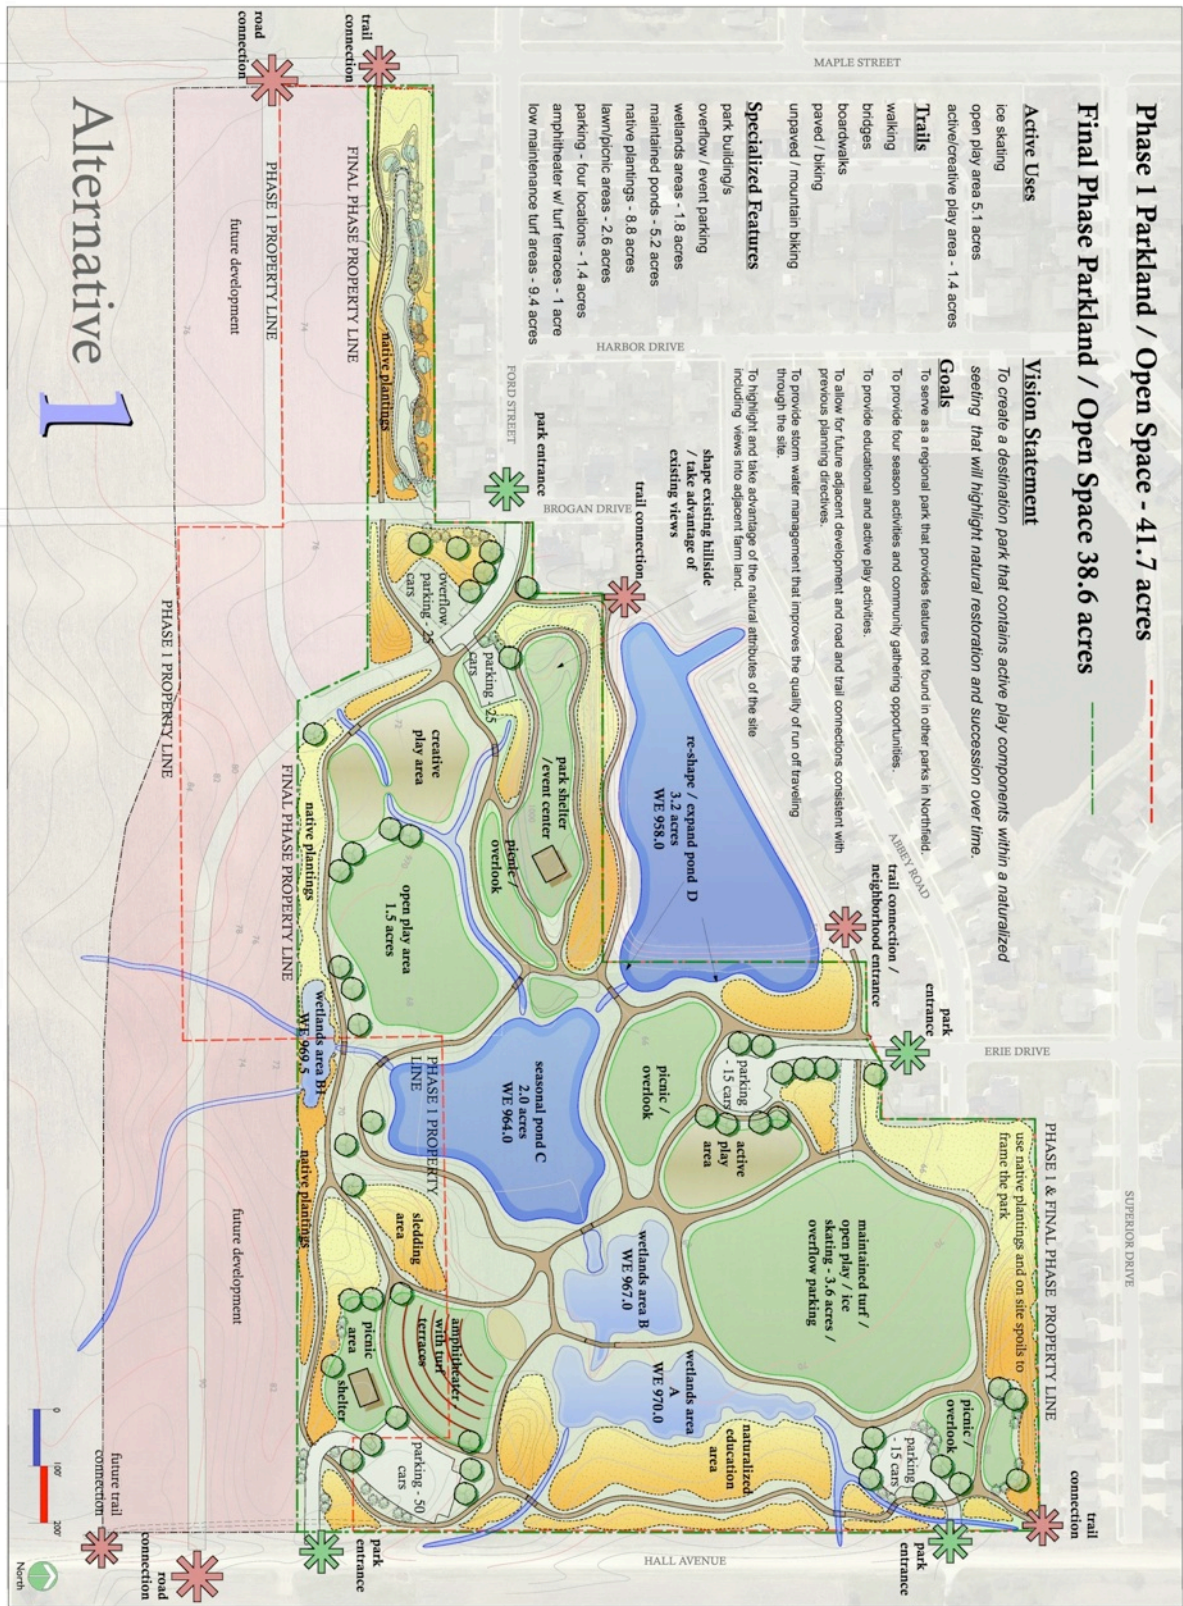 Phase 1 Parkland / Open Space - 41.7 acres
Final Phase Parkland / Open Space 38.6 acres
Active Uses
ice skating
open play area 5.1 acres
active/creative play area - 1.4 acres
Trails
walking
bridges
boardwalks
paved / biking
unpaved / mountain biking
Specialized Features
park building/s
overflow / event parking
wetlands areas - 1.8 acres
maintained ponds - 5.2 acres
native plantings - 8.8 acres
lawn/picnic areas - 2.6 acres
parking - four locations - 1.4 acres
amphitheater w/ turf terraces - 1 acre
low maintenance turf areas - 9.4 acres
Vision Statement
To create a destination park that contains active play components within a naturalized
seeting that will highlight natural restoration and succession over time.
Goals
To serve as a regional park that provides features not found in other parks in Northfield.
To provide four season activities and community gathering opportunities.
To provide educational and active play activities.
To allow for future adjacent development and road and trail connections consistent with
previous planning directives.
To provide storm water management that improves the quality of run off traveling
through the site.
To highlight and take advantage of the natural attributes of the site
including views into adjacent farm land.
MAPLE STREET
HARBOR DRIVE
FORD STREET
BROGAN DRIVE
ABBEY ROAD
ERIE DRIVE
SUPERIOR DRIVE
HALL AVENUE
road
connection
trail
connection
PHASE 1 PROPERTY LINE
FINAL PHASE PROPERTY LINE
future development
native plantings
park entrance
trail connection
shape existing hillside
/ take advantage of
existing views
overflow
parking - 25
cars
parking - 25
cars
creative
play area
park shelter
/event center
picnic /
overlook
re-shape / expand pond D
3.2 acres
WE 958.0
trail connection /
neighborhood entrance
park
entrance
open play area
1.5 acres
native plantings
FINAL PHASE PROPERTY LINE
PHASE 1 PROPERTY LINE
wetlands area B1
WE 969.5
PHASE 1 PROPERTY
LINE
seasonal pond C
2.0 acres
WE 964.0
picnic /
overlook
parking
- 15 cars
active
play
area
PHASE 1 & FINAL PHASE PROPERTY LINE
use native plantings and on site spoils to
frame the park
maintained turf /
open play / ice
skating - 3.6 acres /
overflow parking
wetlands area B
WE 967.0
wetlands area
A
WE 970.0
naturalized
education
area
sledding
area
native plantings
future development
amphitheater
with turf
terraces
picnic
area
shelter
parking - 50
cars
picnic /
overlook
parking
- 15 cars
trail
connection
park
entrance
park
entrance
future trail
connection
road
connection
Alternative
1
0
100'
200'
North